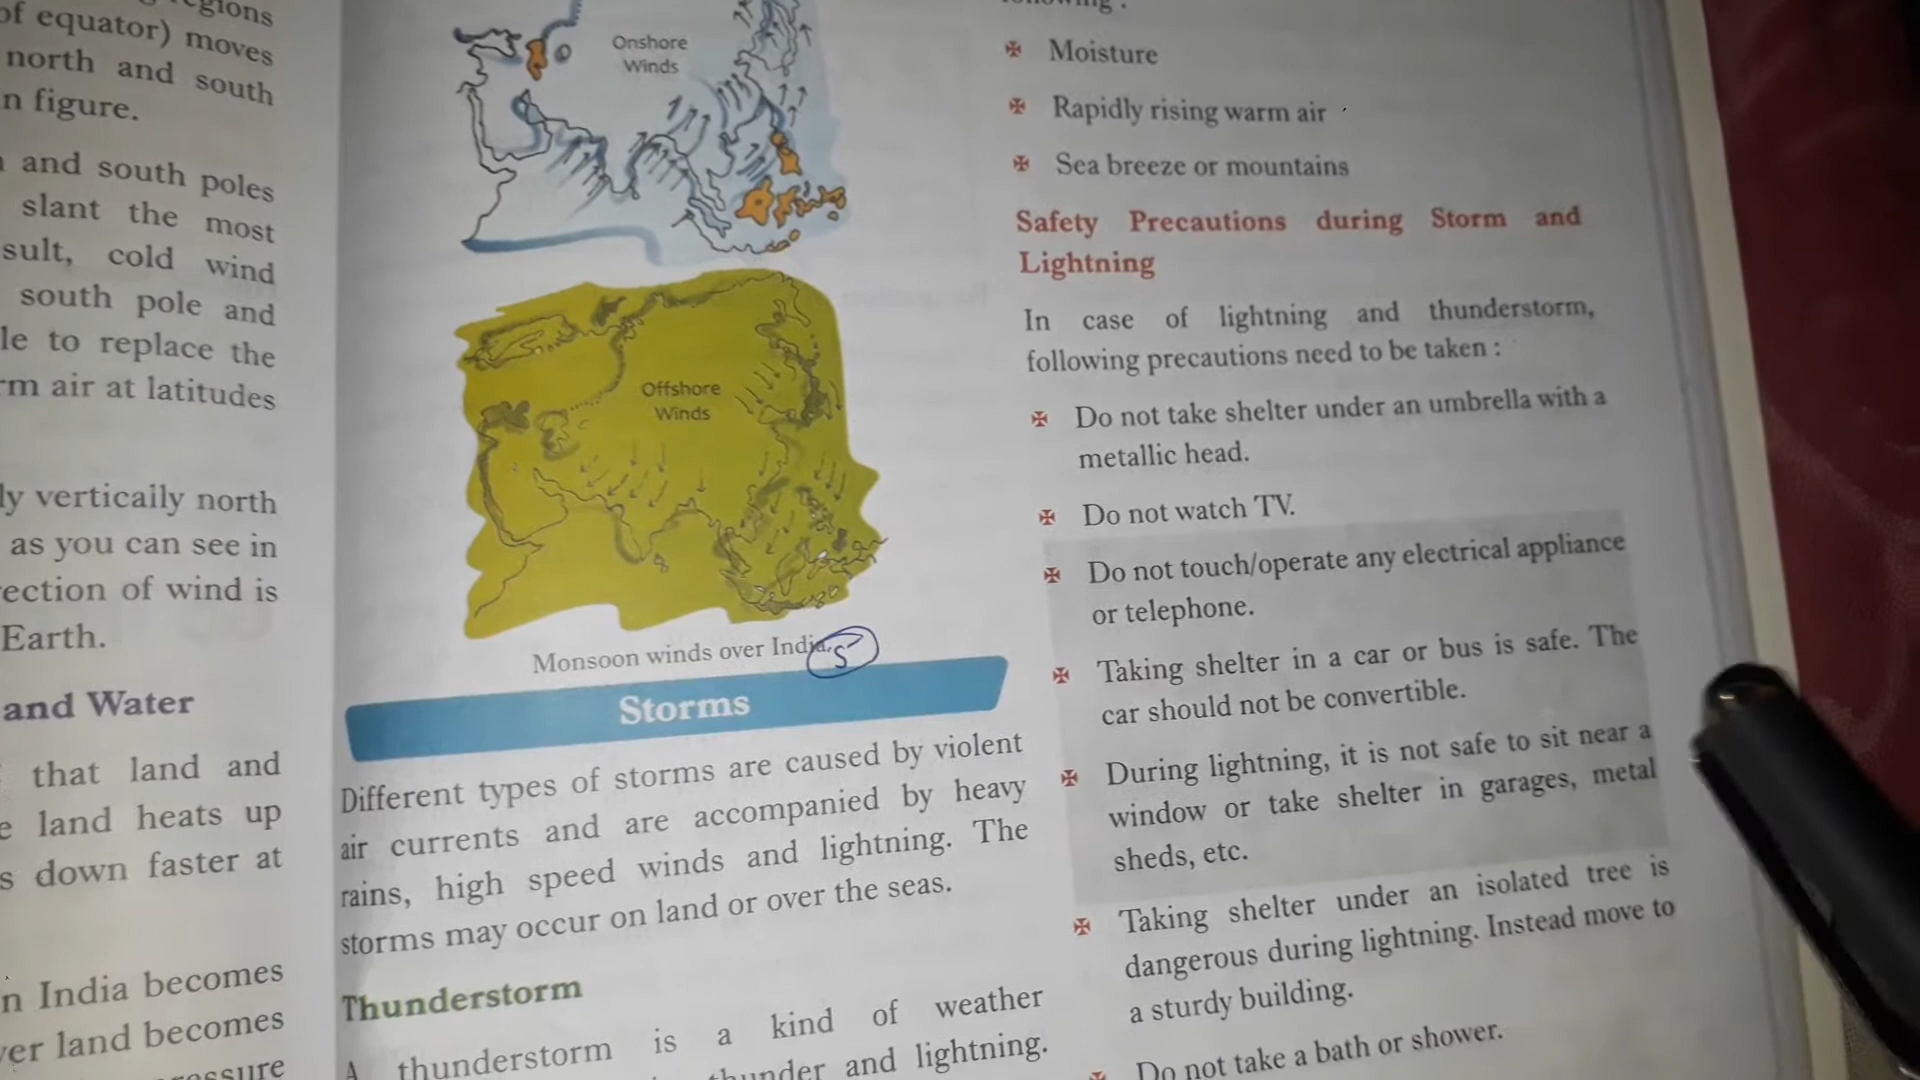 of equator) moves
north and south
n figure.
and south poles
slant the most
sult, cold wind
south pole and
le to replace the
rm air at latitudes
ly vertically north
as you can see in
ection of wind is
Earth.
and Water
that land and
e land heats up
s down faster at
n India becomes
ver land becomes
Onshore
Winds
Offshore
Winds
Monsoon winds over India
5
Storms
Different types of storms are caused by violent
air currents and are accompanied by heavy
rains, high speed winds and lightning. The
storms may occur on land or over the seas.
Thunderstorm
A thunderstorm is a kind of weather
thunder and lightning.
Moisture
Rapidly rising warm air
Sea breeze or mountains
Safety Precautions during Storm and
Lightning
In case of lightning and thunderstorm,
following precautions need to be taken :
Do not take shelter under an umbrella with a
metallic head.
Do not watch TV.
Do not touch/operate any electrical appliance
or telephone.
Taking shelter in a car or bus is safe. The
car should not be convertible.
During lightning, it is not safe to sit near a
window or take shelter in garages, metal
sheds, etc.
Taking shelter under an isolated tree is
dangerous during lightning. Instead move to
a sturdy building.
Do not take a bath or shower.